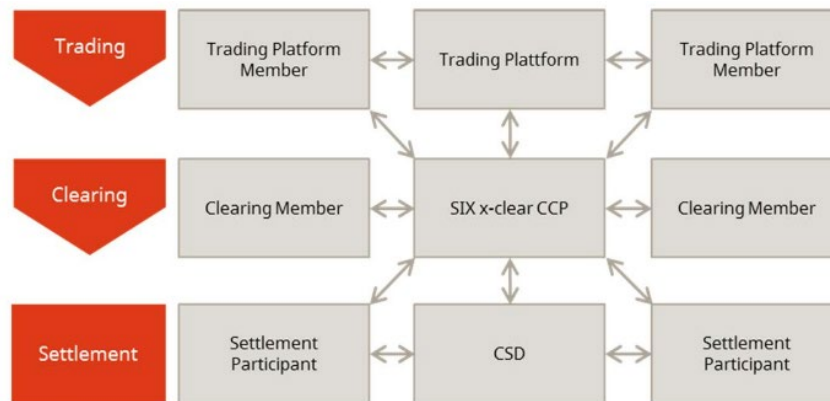 Trading
Trading Platform
Member
Trading Plattform
Trading Platform
Member
Clearing
Clearing Member
SIX x-clear CCP
Clearing Member
Settlement
Settlement
Participant
CSD
Settlement
Participant